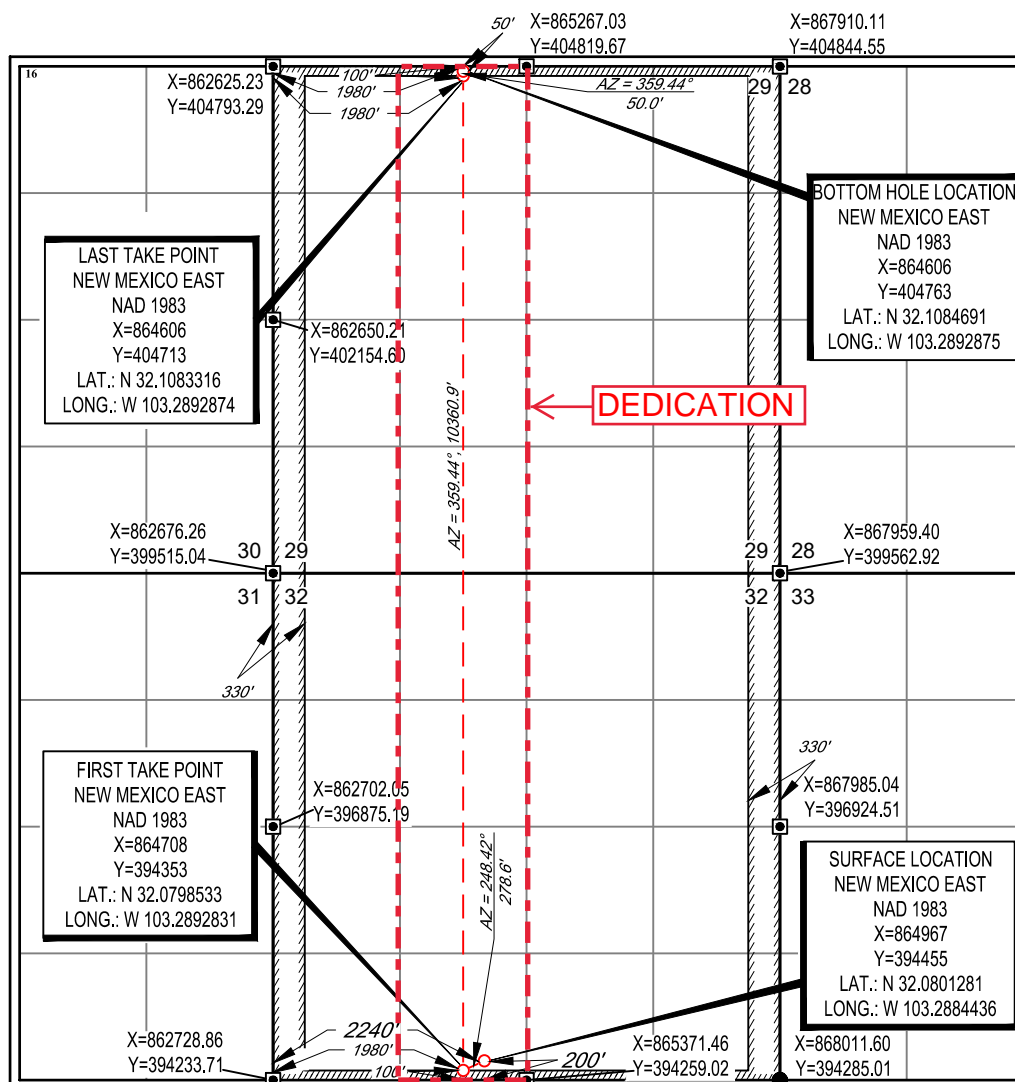 16
50'
X=865267.03
Y=404819.67
X=867910.11
Y=404844.55
X=862625.23
Y=404793.29
100'
1980'
1980'
AZ = 359.44°
50.0'
29 28
BOTTOM HOLE LOCATION
NEW MEXICO EAST
NAD 1983
X=864606
Y=404763
LAT.: N 32.1084691
LONG.: W 103.2892875
LAST TAKE POINT
NEW MEXICO EAST
NAD 1983
X=864606
Y=404713
LAT.: N 32.1083316
LONG.: W 103.2892874
X=862650.21
Y=402154.60
DEDICATION
AZ = 359.44°, 10360.9'
X=862676.26
Y=399515.04
30 29
31 32
29 28
32 33
X=867959.40
Y=399562.92
330'
330'
FIRST TAKE POINT
NEW MEXICO EAST
NAD 1983
X=864708
Y=394353
LAT.: N 32.0798533
LONG.: W 103.2892831
X=862702.05
Y=396875.19
X=867985.04
Y=396924.51
AZ = 248.42°
278.6'
SURFACE LOCATION
NEW MEXICO EAST
NAD 1983
X=864967
Y=394455
LAT.: N 32.0801281
LONG.: W 103.2884436
X=862728.86
Y=394233.71
2240'
1980'
100'
200'
X=865371.46
Y=394259.02
X=868011.60
Y=394285.01